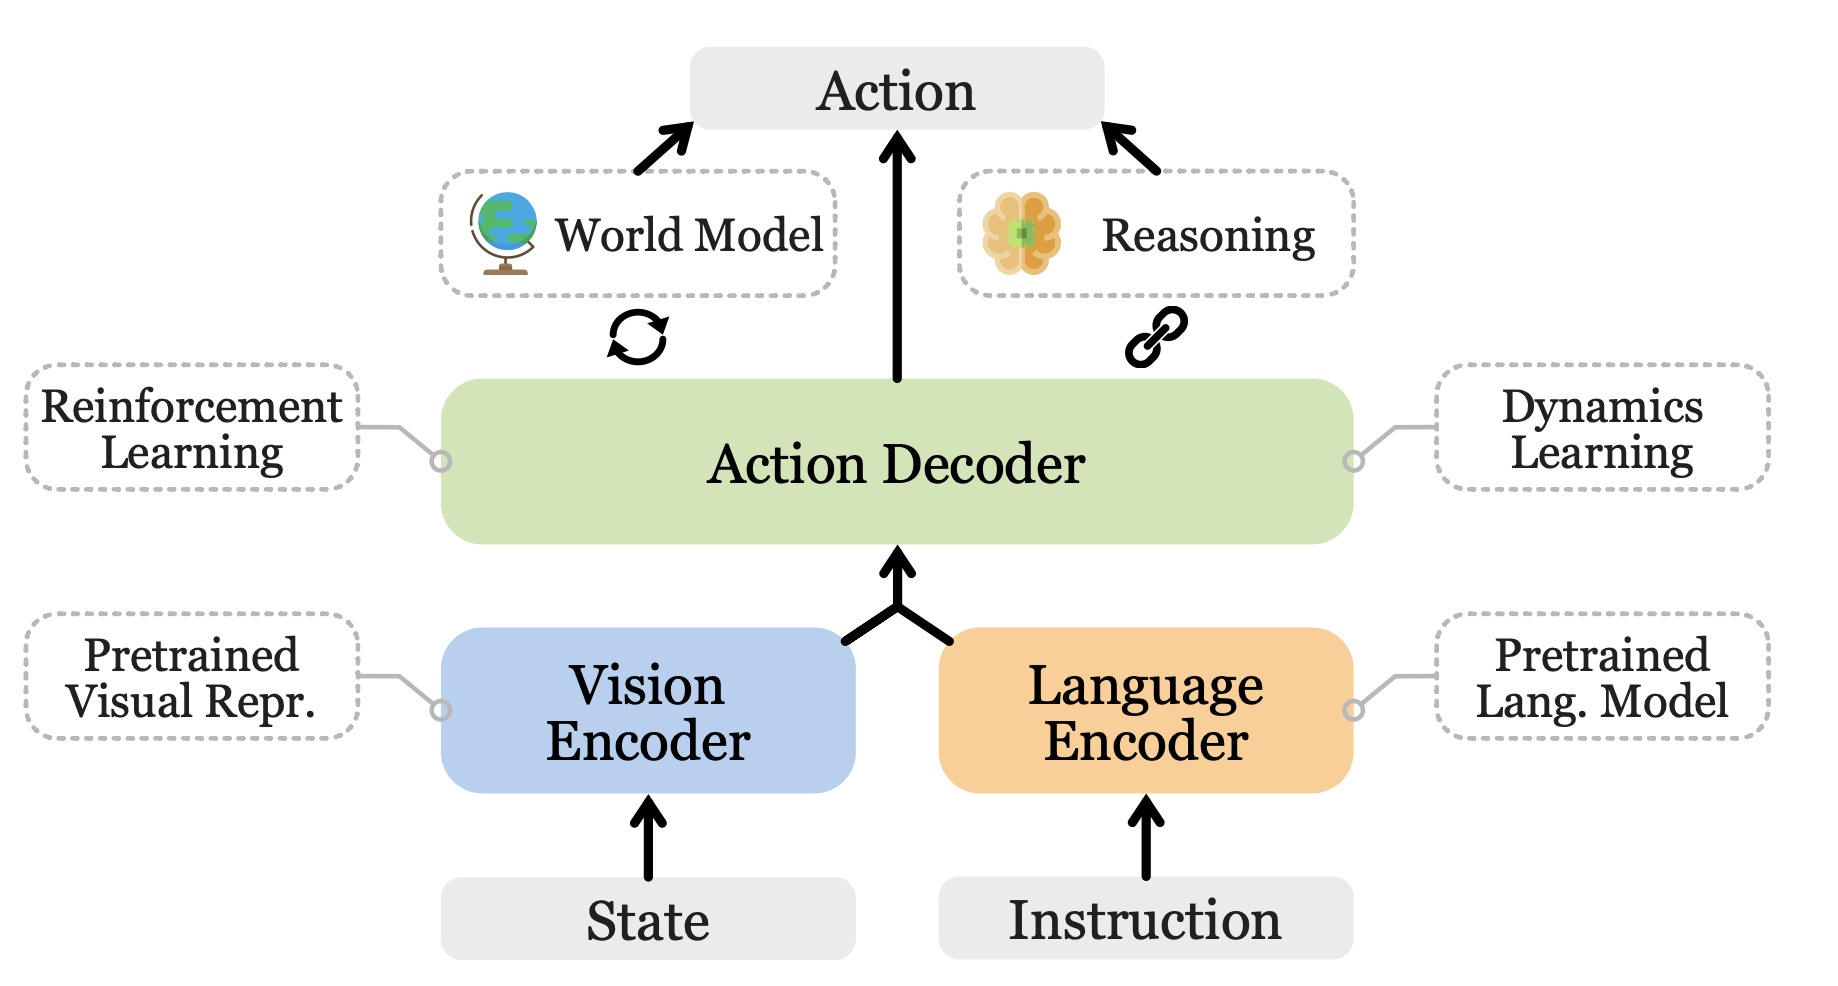 Action
World Model
Reasoning
Reinforcement
Learning
Action Decoder
Dynamics
Learning
Pretrained
Visual Repr.
Vision
Encoder
Language
Encoder
Pretrained
Lang. Model
State
Instruction